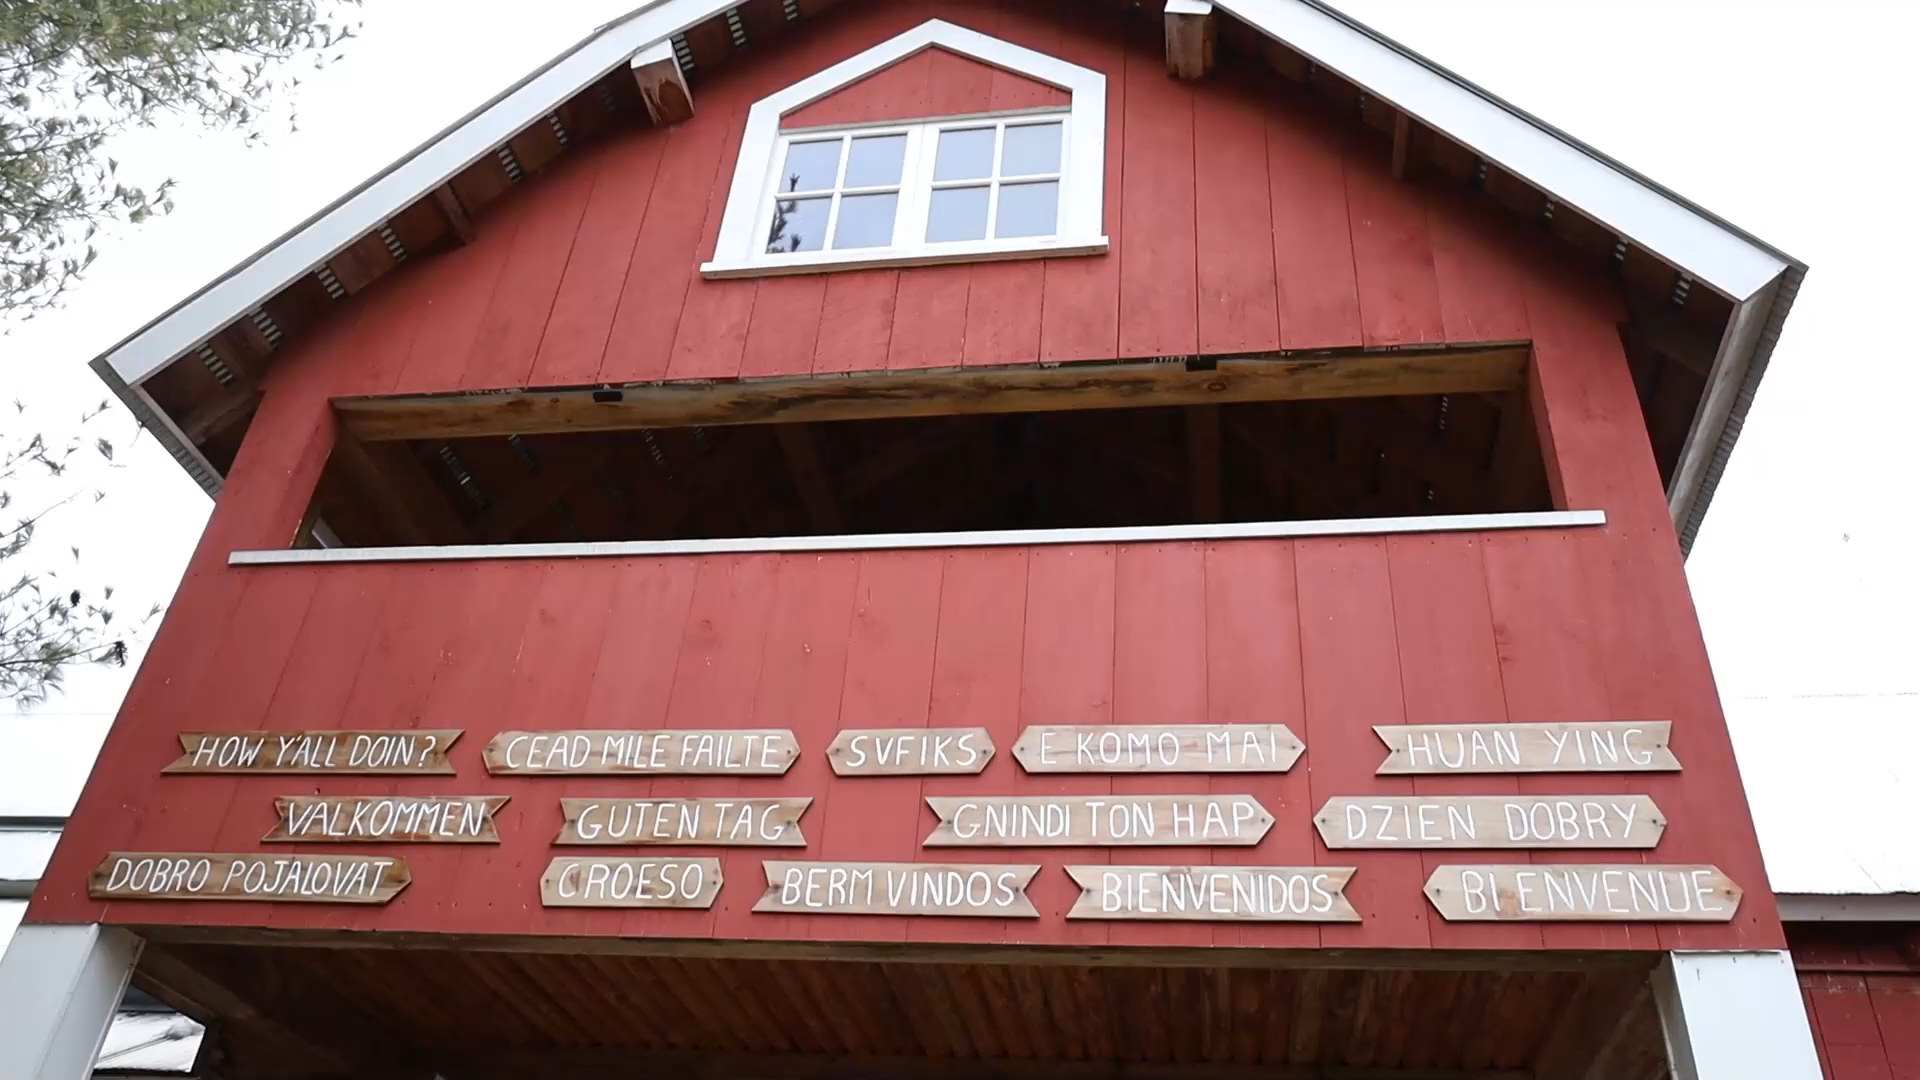 HOW Y'ALL DOIN?
CEAD MILE FAILTE
SVFIKS
E KOMO MAI
HUAN YING
VALKOMMEN
GUTEN TAG
GNINDI TON HAP
DZIEN DOBRY
DOBRO POJALOVAT
CROESO
BERM VINDOS
BIENVENIDOS
BIENVENUE